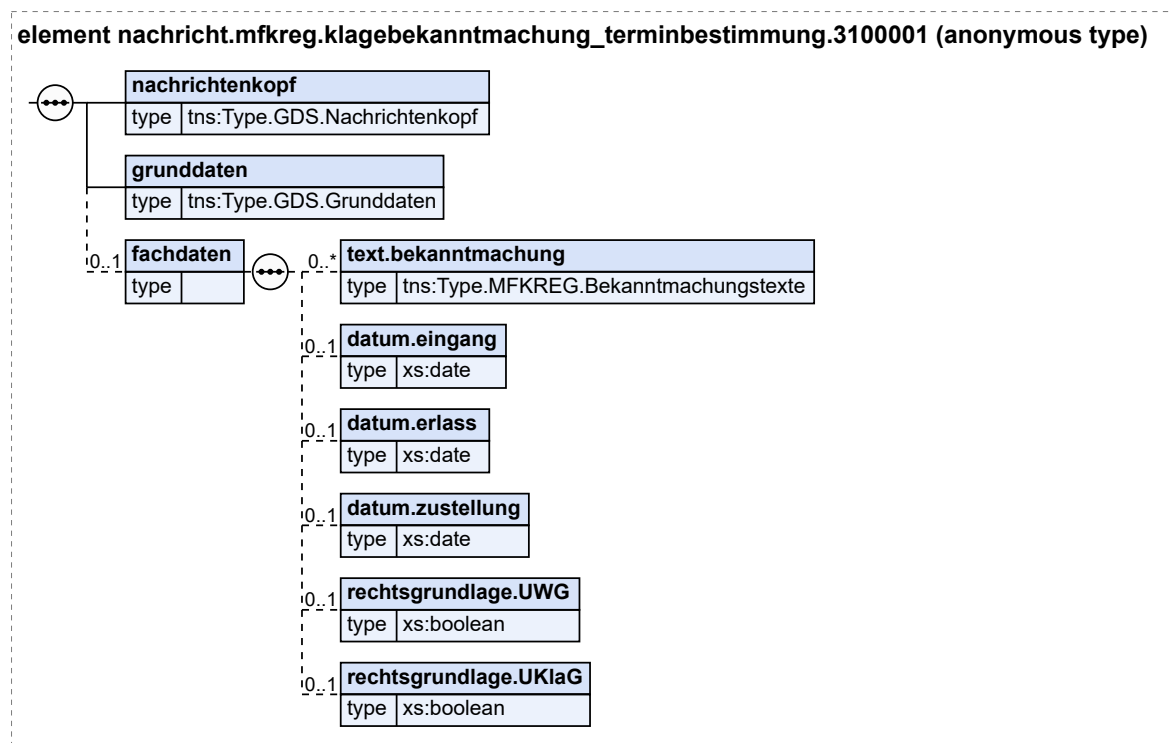 element nachricht.mfkreg.klagebekanntmachung_terminbestimmung.3100001 (anonymous type)
nachrichtenkopf
type tns:Type.GDS.Nachrichtenkopf
grunddaten
type tns:Type.GDS.Grunddaten
0..1 fachdaten
type
0..* text.bekanntmachung
type tns:Type.MFKREG.Bekanntmachungstexte
0..1 datum.eingang
type xs:date
0..1 datum.erlass
type xs:date
0..1 datum.zustellung
type xs:date
0..1 rechtsgrundlage.UWG
type xs:boolean
0..1 rechtsgrundlage.UKlaG
type xs:boolean